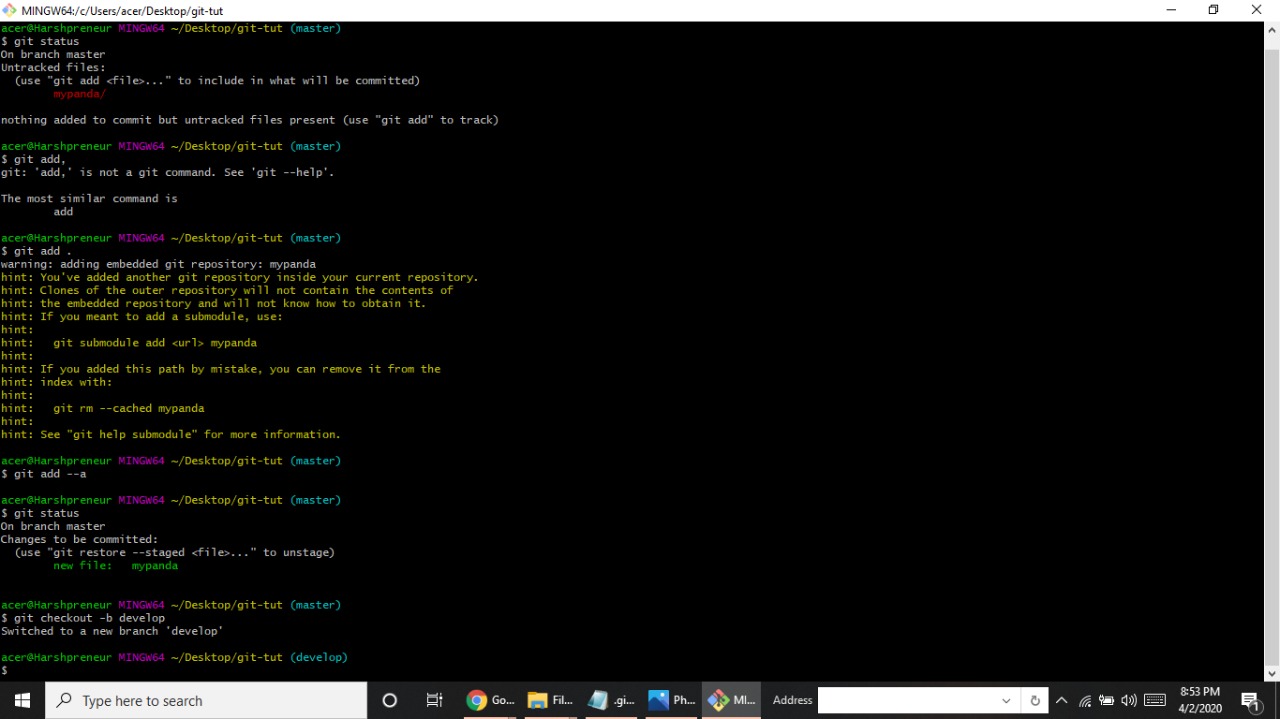 MINGW64:/c/Users/acer/Desktop/git-tut
acer@Harshpreneur MINGW64 ~/Desktop/git-tut (master)
$ git status
On branch master
Untracked files:
  (use "git add <file>..." to include in what will be committed)
        mypanda/

nothing added to commit but untracked files present (use "git add" to track)

acer@Harshpreneur MINGW64 ~/Desktop/git-tut (master)
$ git add,
git: 'add,' is not a git command. See 'git --help'.

The most similar command is
        add

acer@Harshpreneur MINGW64 ~/Desktop/git-tut (master)
$ git add .
warning: adding embedded git repository: mypanda
hint: You've added another git repository inside your current repository.
hint: Clones of the outer repository will not contain the contents of
hint: the embedded repository and will not know how to obtain it.
hint: If you meant to add a submodule, use:
hint:
hint:   git submodule add <url> mypanda
hint:
hint: If you added this path by mistake, you can remove it from the
hint: index with:
hint:
hint:   git rm --cached mypanda
hint:
hint: See "git help submodule" for more information.

acer@Harshpreneur MINGW64 ~/Desktop/git-tut (master)
$ git add --a

acer@Harshpreneur MINGW64 ~/Desktop/git-tut (master)
$ git status
On branch master
Changes to be committed:
  (use "git restore --staged <file>..." to unstage)
        new file:   mypanda

acer@Harshpreneur MINGW64 ~/Desktop/git-tut (master)
$ git checkout -b develop
Switched to a new branch 'develop'

acer@Harshpreneur MINGW64 ~/Desktop/git-tut (develop)
$
Type here to search
Go...
Fil...
.gi...
Ph...
MI...
Address
8:53 PM
4/2/2020
1